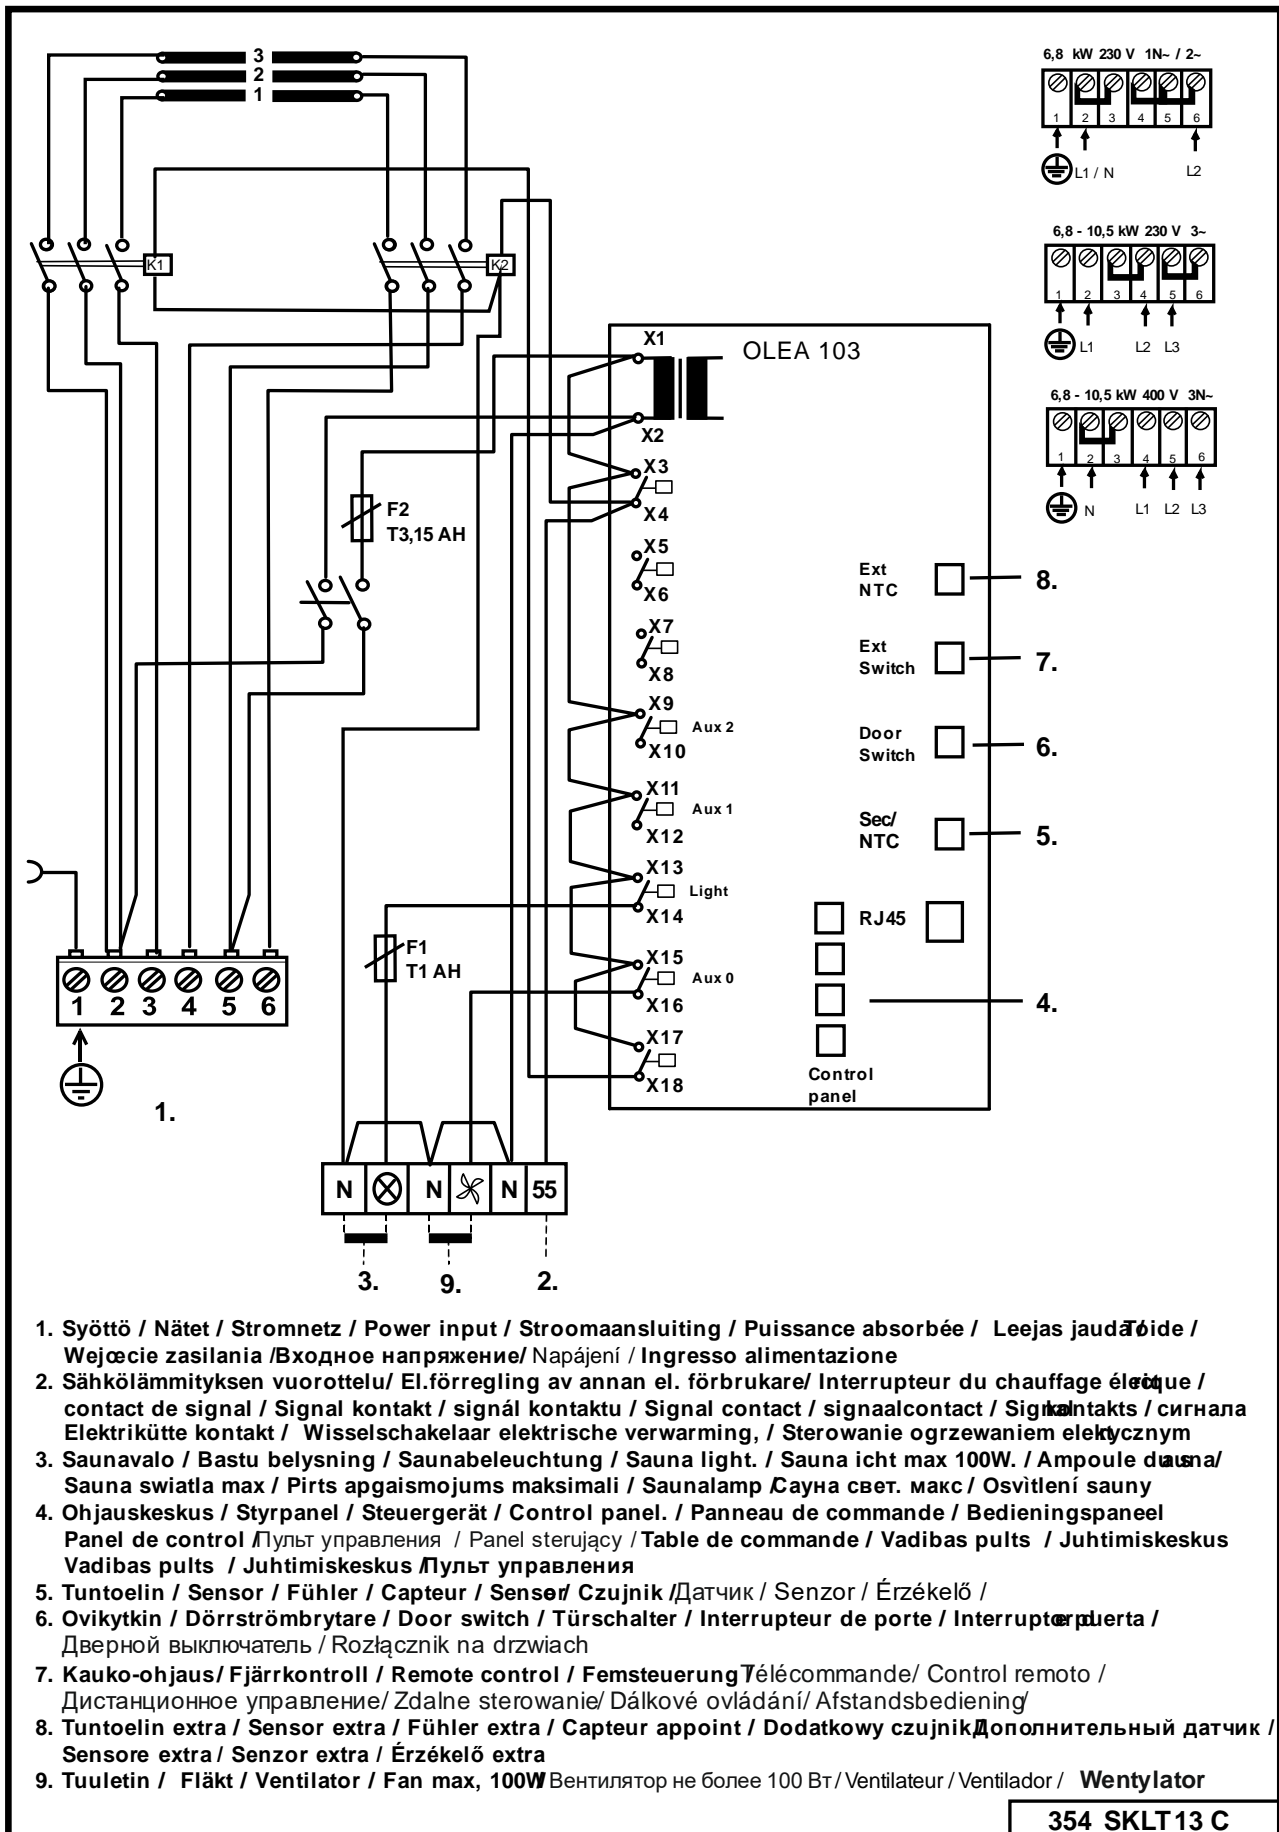 3
2
1
6,8 kW 230 V 1N~ / 2~
1 2 3 4 5 6
L1 / N L2
K1 K2
6,8 - 10,5 kW 230 V 3~
1 2 3 4 5 6
L1 L2 L3
6,8 - 10,5 kW 400 V 3N~
1 2 3 4 5 6
N L1 L2 L3
OLEA 103
X1
X2
X3
X4
X5
X6
X7
X8
X9
Aux 2
X10
X11
Aux 1
X12
X13
Light
X14
X15
Aux 0
X16
X17
X18
F2
T3,15 AH
F1
T1 AH
Ext
NTC
8.
Ext
Switch
7.
Door
Switch
6.
Sec/
NTC
5.
RJ45
4.
Control
panel
1 2 3 4 5 6
1.
N N N 55
3. 9. 2.
1. Syöttö / Nätet / Stromnetz / Power input / Stroomaansluiting / Puissance absorbée / Leejas jauda Toide /
Wejœcie zasilania /Входное напряжение/ Napájení / Ingresso alimentazione
2. Sähkölämmityksen vuorottelu/ El.förregling av annan el. förbrukare/ Interrupteur du chauffage /
contact de signal / Signal kontakt / signál kontaktu / Signal contact / signaalcontact / / сигнала
Elektrikütte kontakt / Wisselschakelaar elektrische verwarming, / Sterowanie ogrzewaniem
3. Saunavalo / Bastu belysning / Saunabeleuchtung / Sauna light. / Sauna icht max 100W. / Ampoule /
Sauna swiatla max / Pirts apgaismojums maksimali / Saunalamp /Сауна свет. макс / Osvìtlení sauny
4. Ohjauskeskus / Styrpanel / Steuergerät / Control panel. / Panneau de commande / Bedieningspaneel
Panel de control /Пульт управления / Panel sterujący / Table de commande / Vadibas pults / Juhtimiskeskus
Vadibas pults / Juhtimiskeskus /Пульт управления
5. Tuntoelin / Sensor / Fühler / Capteur / Sensor/ Czujnik /Датчик / Senzor / Érzékelő /
6. Ovikytkin / Dörrströmbrytare / Door switch / Türschalter / Interrupteur de porte / /
Дверной выключатель / Rozłącznik na drzwiach
7. Kauko-ohjaus/ Fjärrkontroll / Remote control / Femsteuerung /Télécommande/ Control remoto /
Дистанционное управление/ Zdalne sterowanie/ Dálkové ovládání/ Afstandsbediening/
8. Tuntoelin extra / Sensor extra / Fühler extra / Capteur appoint / Dodatkowy czujnik/Дополнительный датчик /
Sensore extra / Senzor extra / Érzékelő extra
9. Tuuletin / Fläkt / Ventilator / Fan max, 100W/ Вентилятор не более 100 Вт / Ventilateur / Ventilador / Wentylator
354 SKLT 13 C